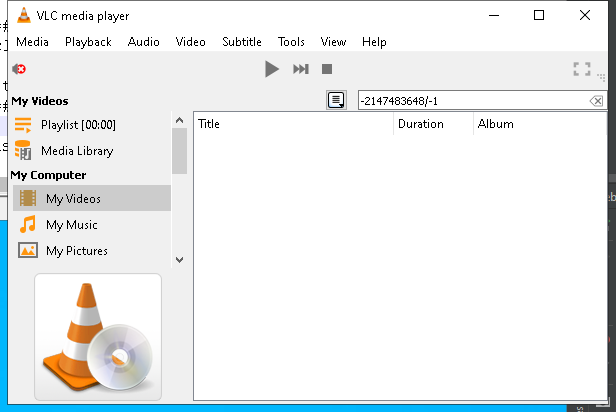 VLC media player
Media Playback Audio Video Subtitle Tools View Help
My Videos
-2147483648/-1
Playlist [00:00]
Title Duration Album
Media Library
My Computer
My Videos
My Music
My Pictures